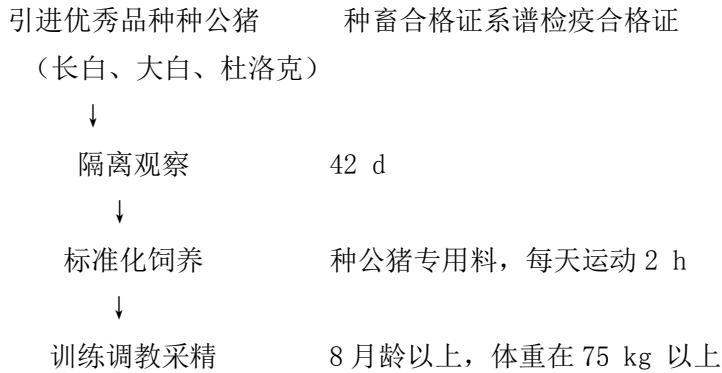 引进优秀品种种公猪 种畜合格证系谱检疫合格证
（长白、大白、杜洛克）
↓
隔离观察 42 d
↓
标准化饲养 种公猪专用料，每天运动 2 h
↓
训练调教采精 8 月龄以上，体重在 75 kg 以上